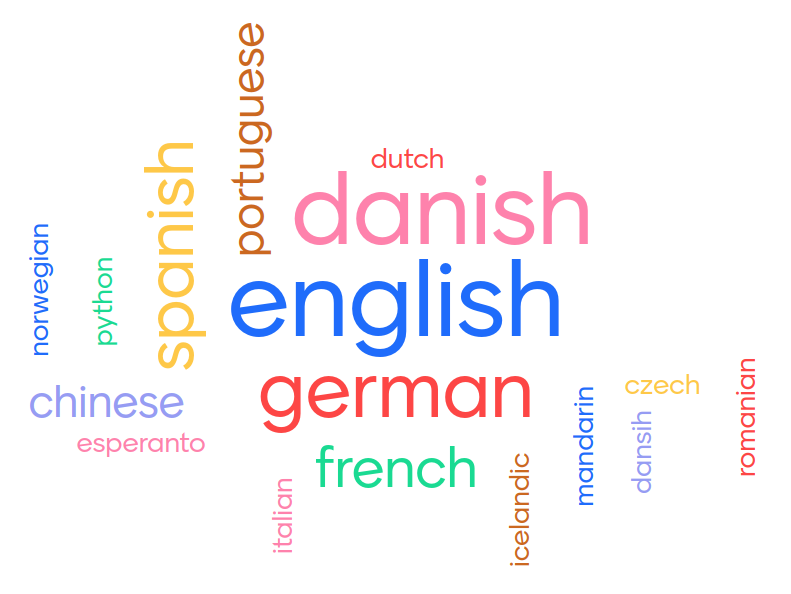 portuguese
dutch
danish
spanish
norwegian
python
english
chinese
german
esperanto
french
italian
icelandic
mandarin
czech
dansih
romanian